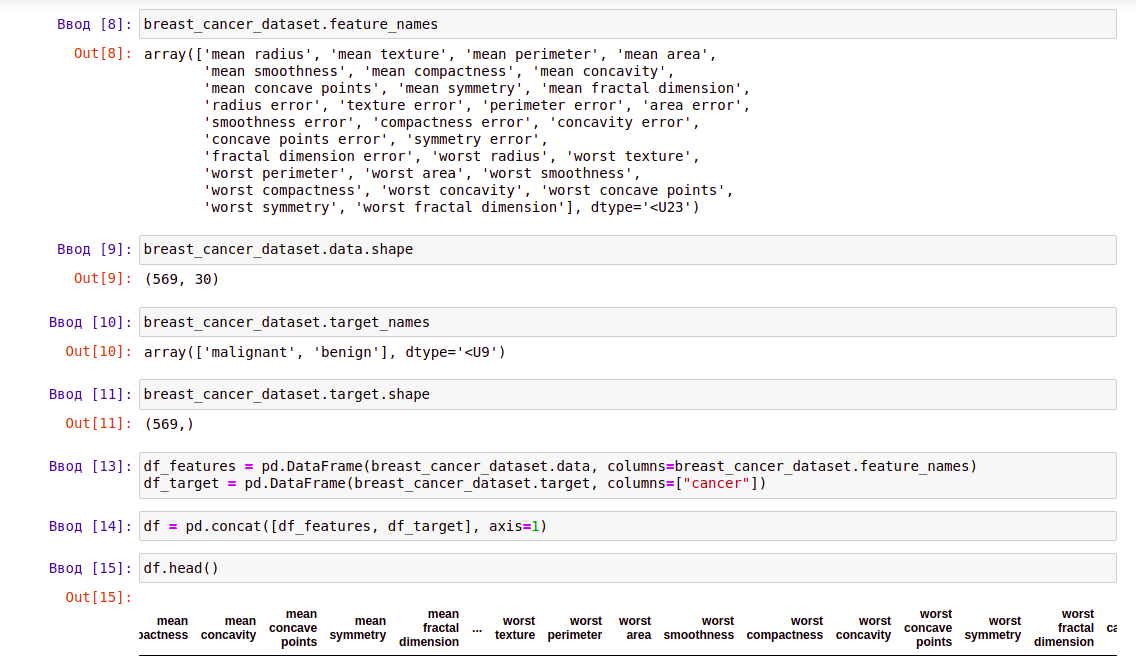 Ввод [8]: breast_cancer_dataset.feature_names
Out[8]: array(['mean radius', 'mean texture', 'mean perimeter', 'mean area',
'mean smoothness', 'mean compactness', 'mean concavity',
'mean concave points', 'mean symmetry', 'mean fractal dimension',
'radius error', 'texture error', 'perimeter error', 'area error',
'smoothness error', 'compactness error', 'concavity error',
'concave points error', 'symmetry error',
'fractal dimension error', 'worst radius', 'worst texture',
'worst perimeter', 'worst area', 'worst smoothness',
'worst compactness', 'worst concavity', 'worst concave points',
'worst symmetry', 'worst fractal dimension'], dtype='<U23')
Ввод [9]: breast_cancer_dataset.data.shape
Out[9]: (569, 30)
Ввод [10]: breast_cancer_dataset.target_names
Out[10]: array(['malignant', 'benign'], dtype='<U9')
Ввод [11]: breast_cancer_dataset.target.shape
Out[11]: (569,)
Ввод [13]: df_features = pd.DataFrame(breast_cancer_dataset.data, columns=breast_cancer_dataset.feature_names)
df_target = pd.DataFrame(breast_cancer_dataset.target, columns=["cancer"])
Ввод [14]: df = pd.concat([df_features, df_target], axis=1)
Ввод [15]: df.head()
Out[15]:
mean mean worst
mean mean mean fractal worst worst worst worst worst worst concave worst fractal
pactness concavity concave symmetry dimension ... texture perimeter area smoothness compactness concavity points symmetry dimension ca
points